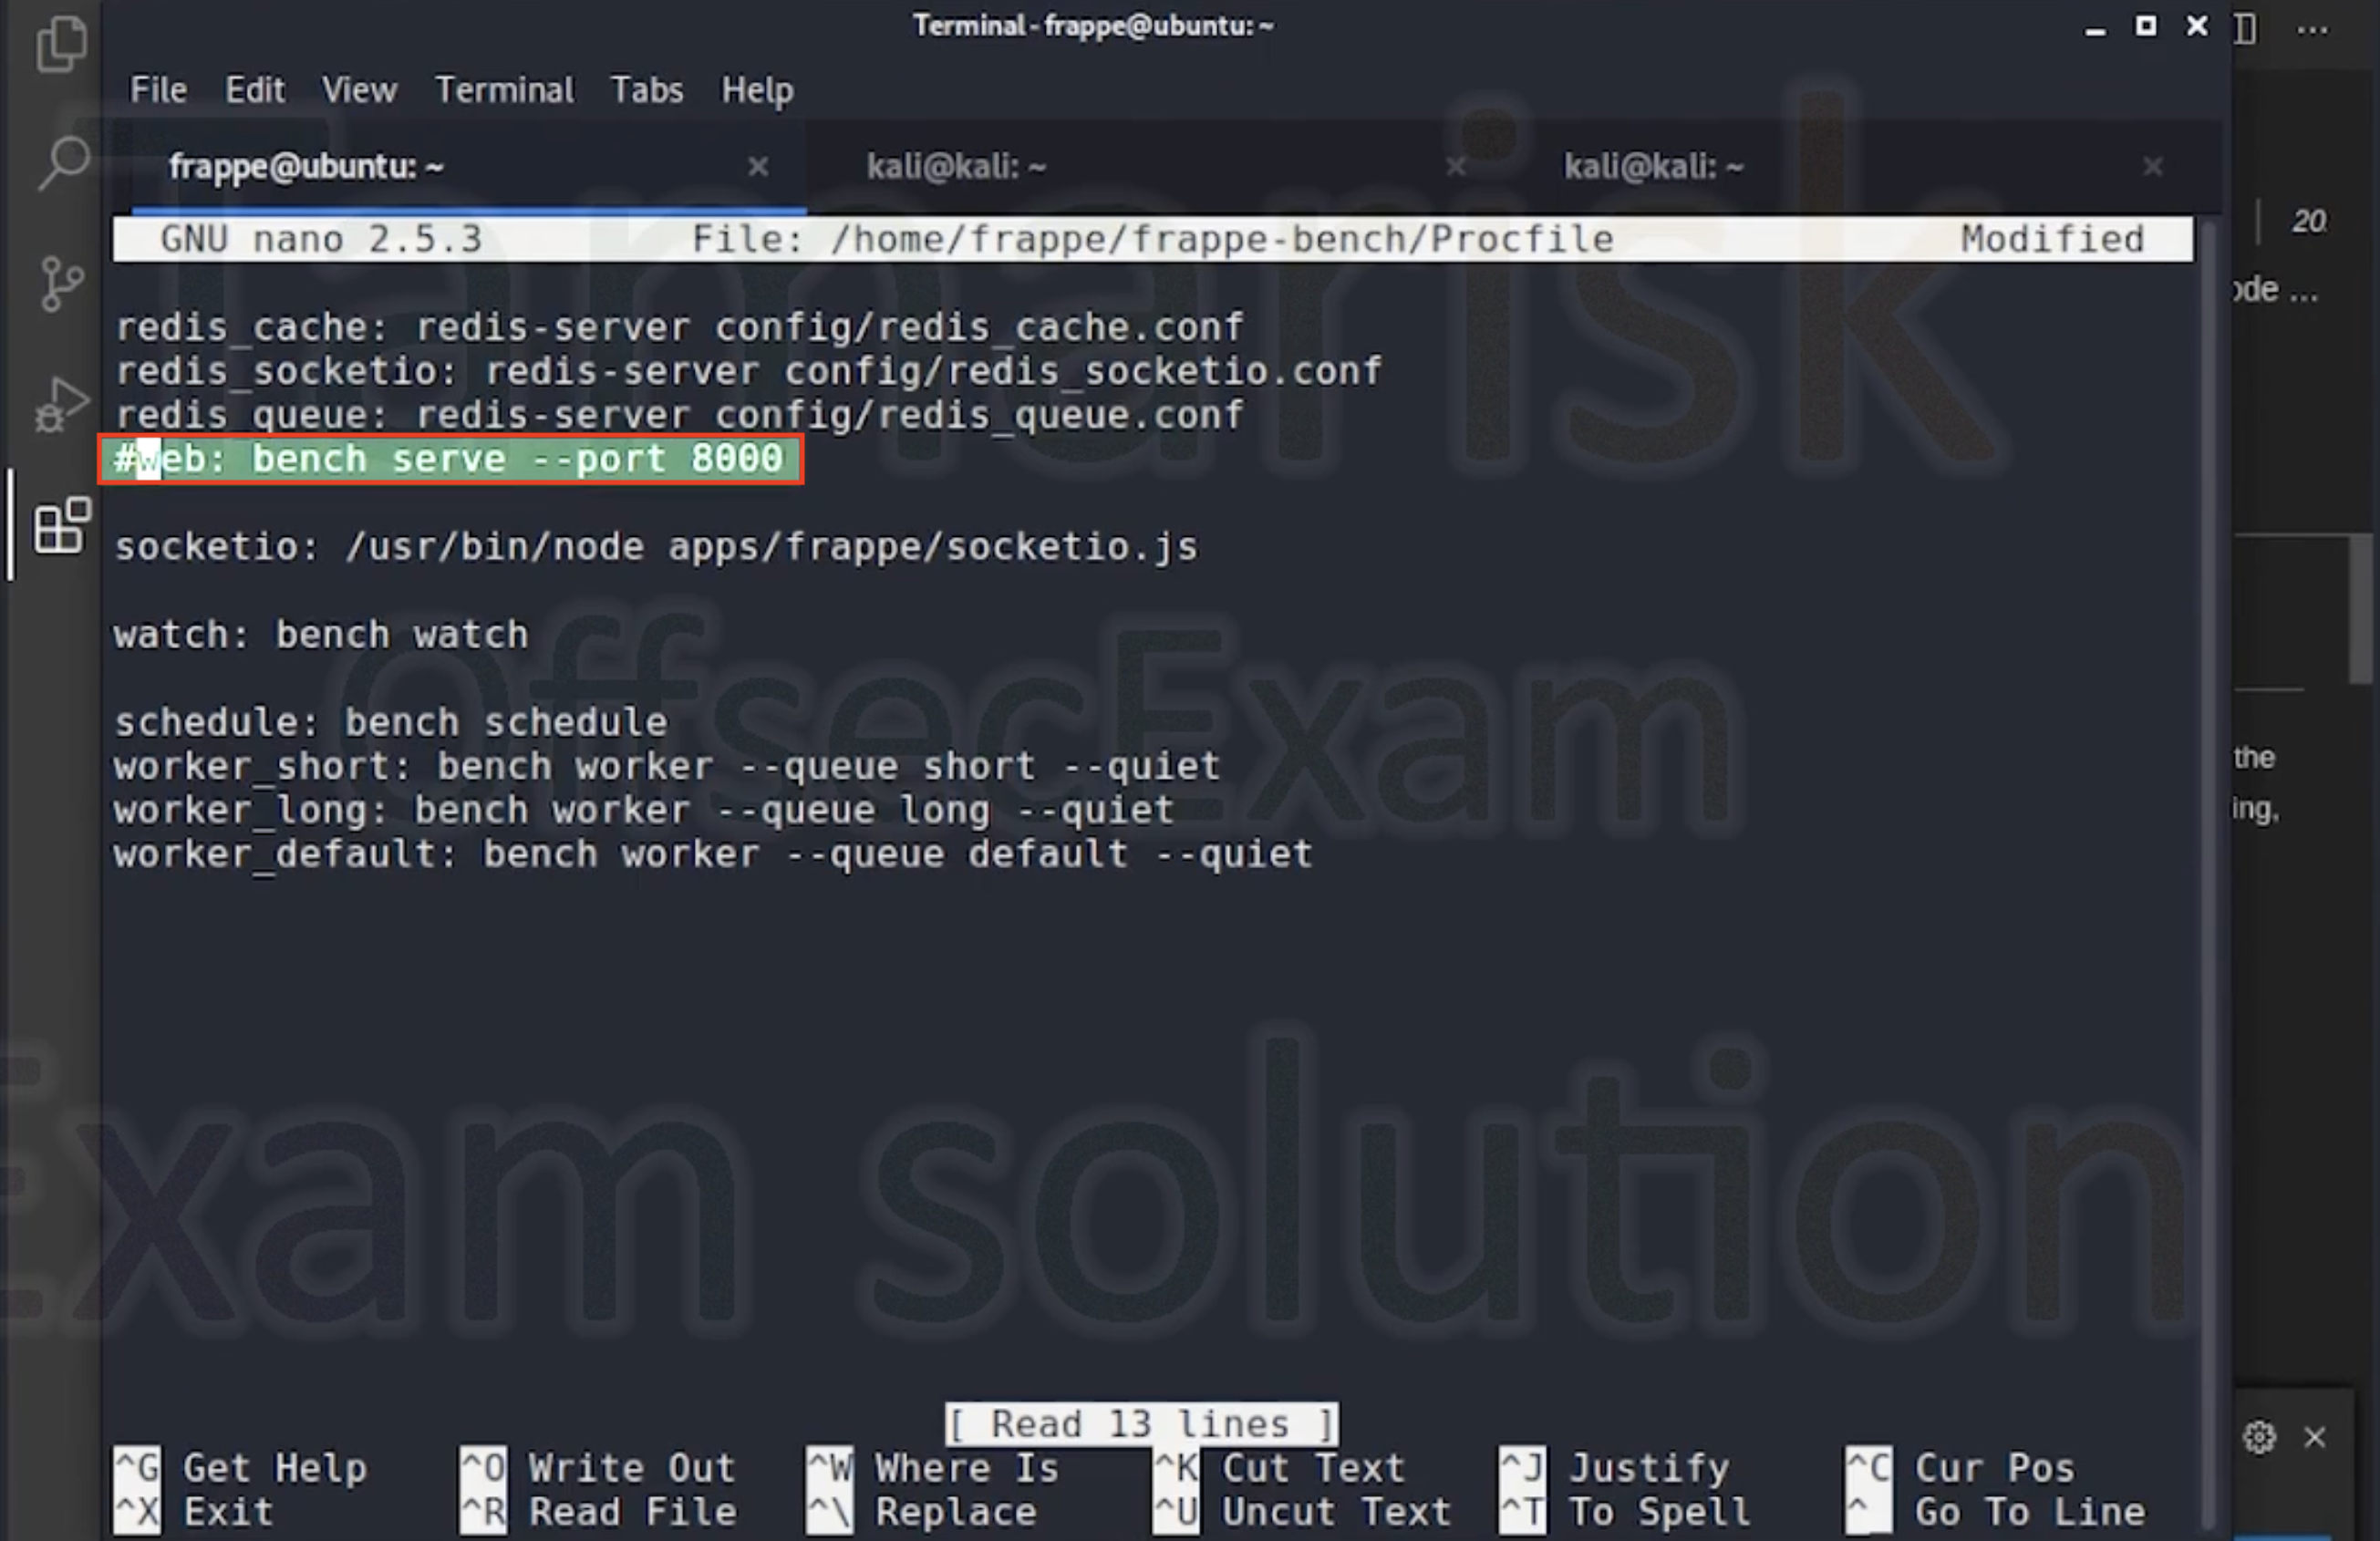 Terminal - frappe@ubuntu: ~
File Edit View Terminal Tabs Help
frappe@ubuntu: ~
kali@kali: ~
kali@kali: ~
GNU nano 2.5.3 File: /home/frappe/frappe-bench/Procfile Modified
redis_cache: redis-server config/redis_cache.conf
redis_socketio: redis-server config/redis_socketio.conf
redis_queue: redis-server config/redis_queue.conf
#web: bench serve --port 8000
socketio: /usr/bin/node apps/frappe/socketio.js
watch: bench watch
schedule: bench schedule
worker_short: bench worker --queue short --quiet
worker_long: bench worker --queue long --quiet
worker_default: bench worker --queue default --quiet
[ Read 13 lines ]
^G Get Help ^O Write Out ^W Where Is ^K Cut Text ^J Justify ^C Cur Pos
^X Exit ^R Read File ^\ Replace ^U Uncut Text ^T To Spell ^_ Go To Line
20
ode ...
the
ing,
Tamarisk
OffsecExam
Exam solution